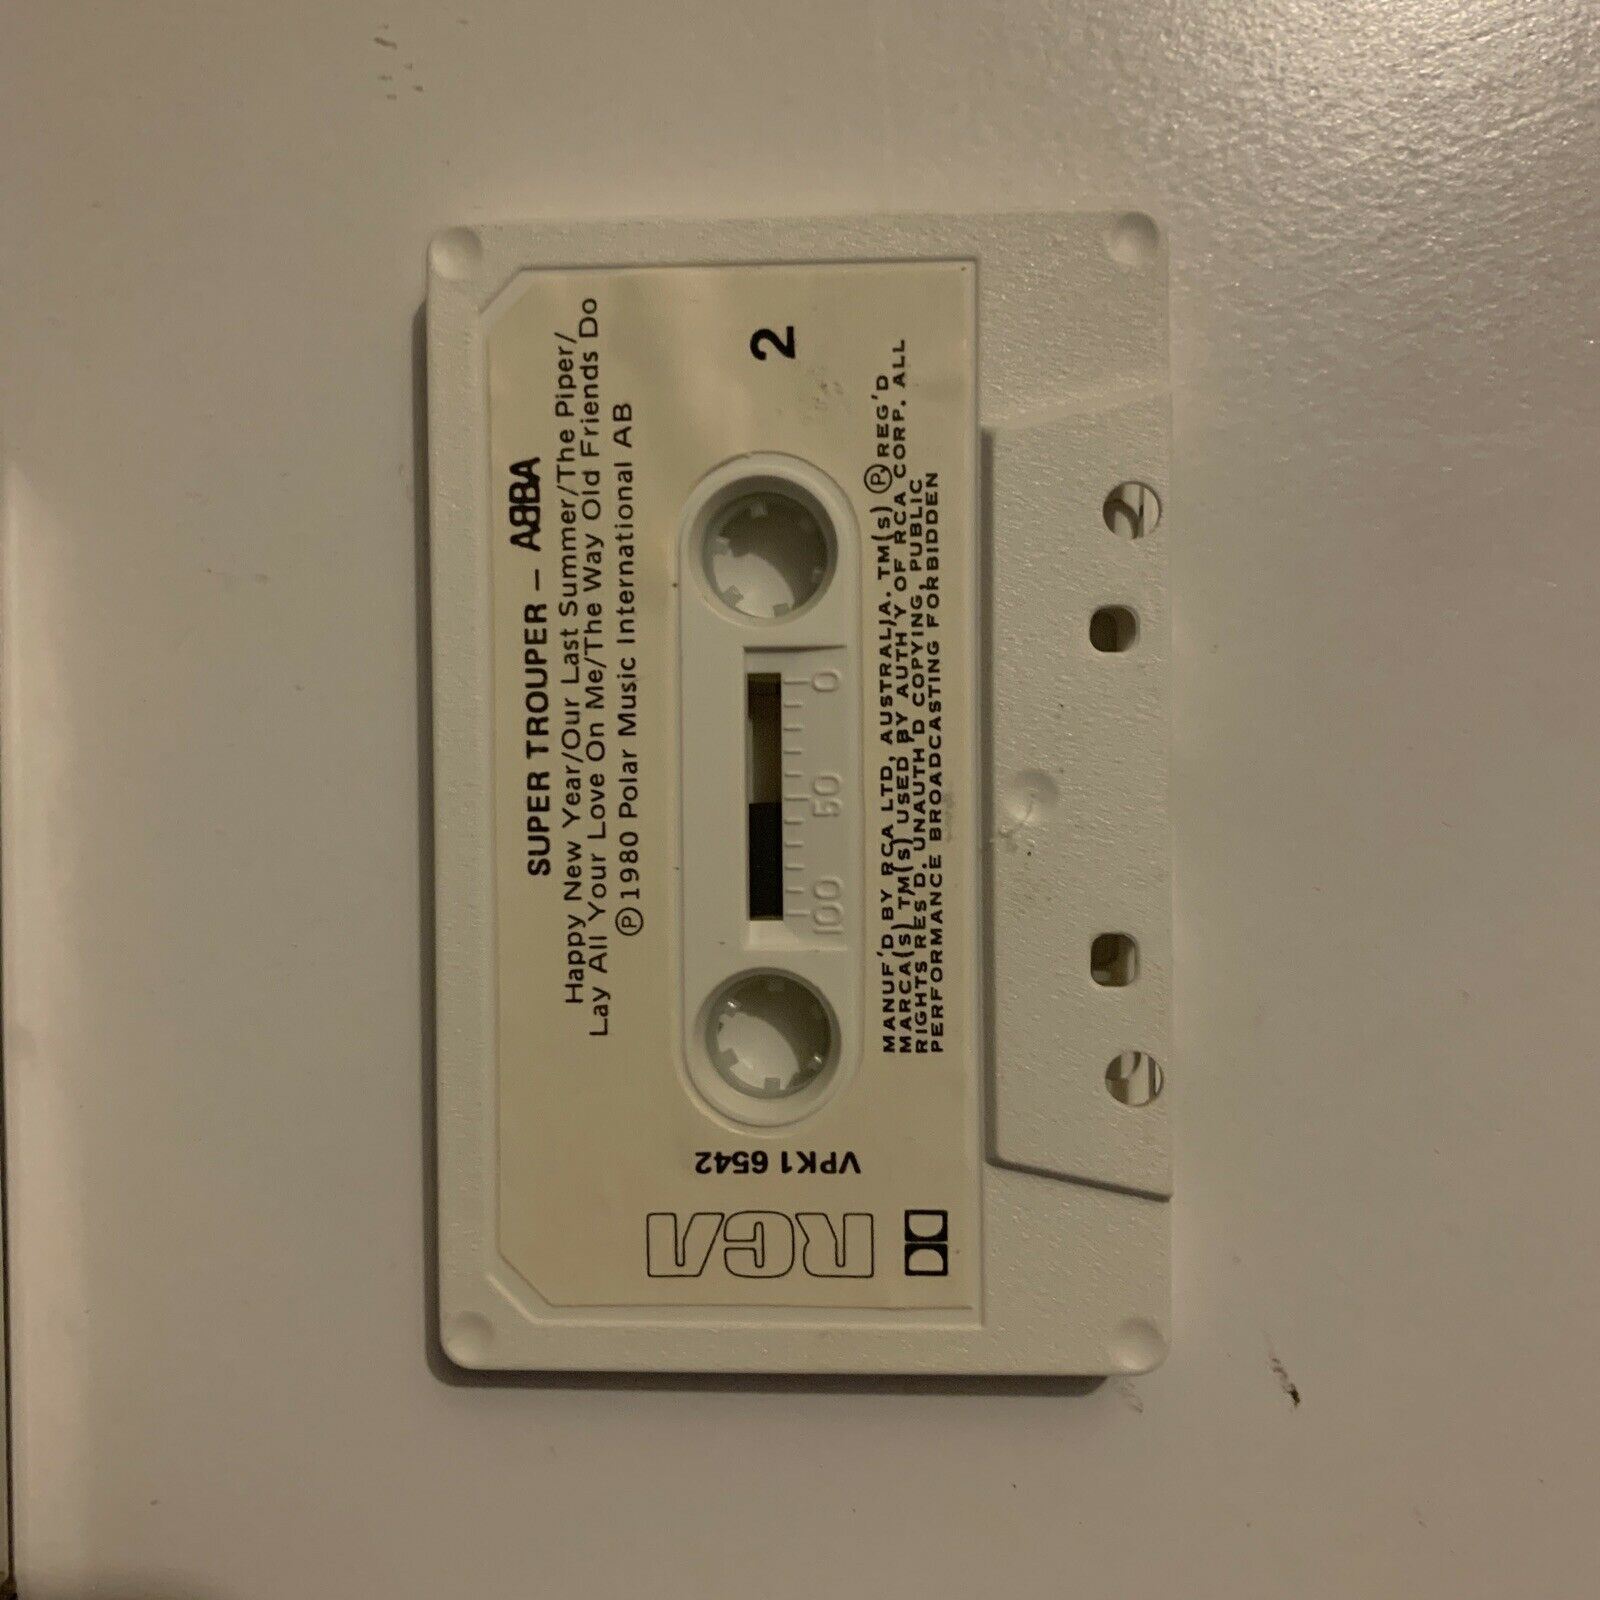 SUPER TROUPER – ABBA
Happy New Year/Our Last Summer/The Piper/
Lay All Your Love On Me/The Way Old Friends Do
Ⓟ1980 Polar Music International AB
2
100 50 0
MANUF'D BY RCA LTD, AUSTRALIA. TM(s) Ⓡ REG'D
MARCA(s) TM(s) USED BY AUTH'Y OF RCA CORP. ALL
RIGHTS RES'D. UNAUTH'D COPYING, PUBLIC
PERFORMANCE BROADCASTING FORBIDDEN
VPK1 6542
RCA